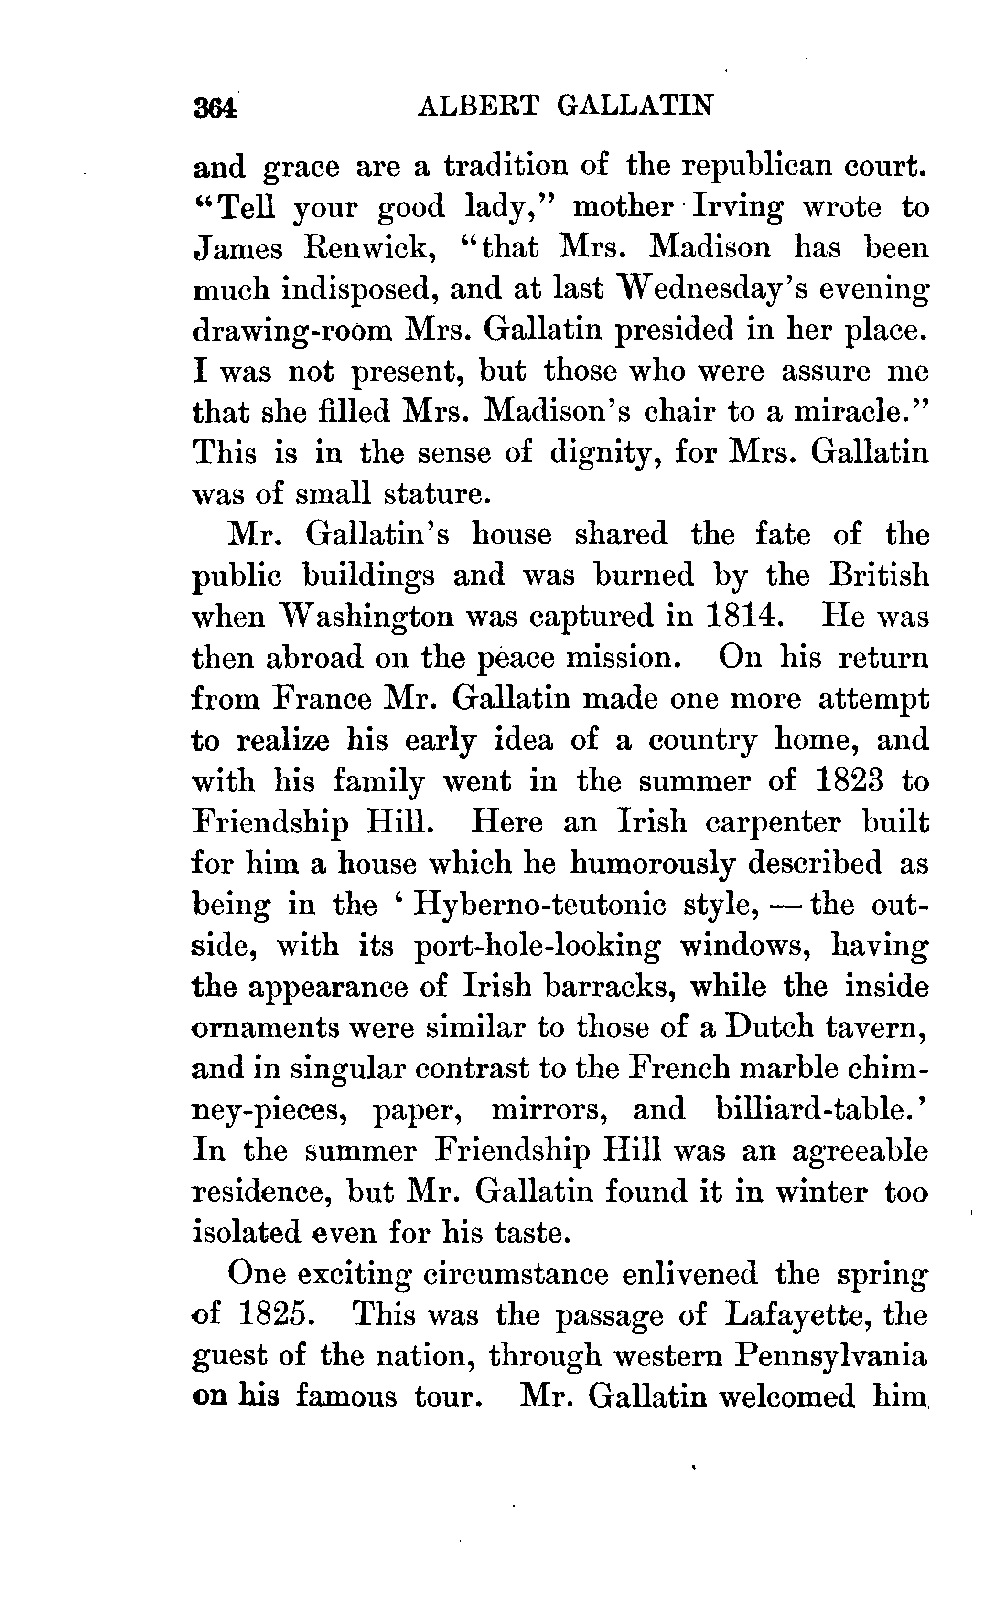 364 ALBERT GALLATIN
and grace are a tradition of the republican court.
“Tell your good lady,” mother Irving wrote to
James Renwick, “that Mrs. Madison has been
much indisposed, and at last Wednesday’s evening
drawing-room Mrs. Gallatin presided in her place.
I was not present, but those who were assure me
that she filled Mrs. Madison’s chair to a miracle.”
This is in the sense of dignity, for Mrs. Gallatin
was of small stature.
Mr. Gallatin’s house shared the fate of the
public buildings and was burned by the British
when Washington was captured in 1814. He was
then abroad on the peace mission. On his return
from France Mr. Gallatin made one more attempt
to realize his early idea of a country home, and
with his family went in the summer of 1823 to
Friendship Hill. Here an Irish carpenter built
for him a house which he humorously described as
being in the ‘ Hyberno-teutonic style, — the out-
side, with its port-hole-looking windows, having
the appearance of Irish barracks, while the inside
ornaments were similar to those of a Dutch tavern,
and in singular contrast to the French marble chim-
ney-pieces, paper, mirrors, and billiard-table.’
In the summer Friendship Hill was an agreeable
residence, but Mr. Gallatin found it in winter too
isolated even for his taste.
One exciting circumstance enlivened the spring
of 1825. This was the passage of Lafayette, the
guest of the nation, through western Pennsylvania
on his famous tour. Mr. Gallatin welcomed him